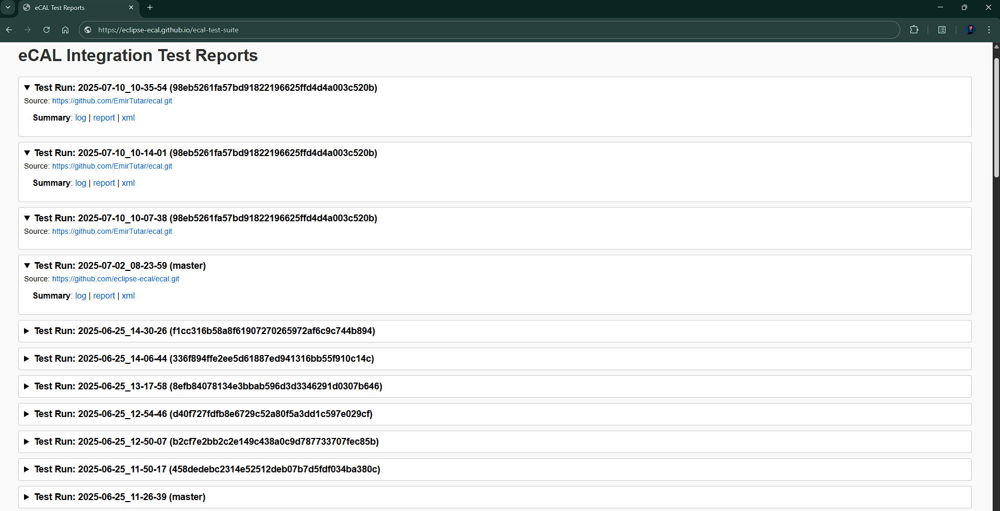 eCAL Test Reports
https://eclipse-ecal.github.io/ecal-test-suite
eCAL Integration Test Reports
Test Run: 2025-07-10_10-35-54 (98eb5261fa57bd91822196625ffd4d4a003c520b)
Source: https://github.com/EmirTutar/ecal.git
Summary: log | report | xml
Test Run: 2025-07-10_10-14-01 (98eb5261fa57bd91822196625ffd4d4a003c520b)
Source: https://github.com/EmirTutar/ecal.git
Summary: log | report | xml
Test Run: 2025-07-10_10-07-38 (98eb5261fa57bd91822196625ffd4d4a003c520b)
Source: https://github.com/EmirTutar/ecal.git
Test Run: 2025-07-02_08-23-59 (master)
Source: https://github.com/eclipse-ecal/ecal.git
Summary: log | report | xml
Test Run: 2025-06-25_14-30-26 (f1cc316b58a8f61907270265972af6c9c744b894)
Test Run: 2025-06-25_14-06-44 (336f894ffe2ee5d61887ed941316bb55f910c14c)
Test Run: 2025-06-25_13-17-58 (8efb84078134e3bbab596d3d3346291d0307b646)
Test Run: 2025-06-25_12-54-46 (d40f727fdfb8e6729c52a80f5a3dd1c597e029cf)
Test Run: 2025-06-25_12-50-07 (b2cf7e2bb2c2e149c438a0c9d787733707fec85b)
Test Run: 2025-06-25_11-50-17 (458dedebc2314e52512deb07b7d5fdf034ba380c)
Test Run: 2025-06-25_11-26-39 (master)